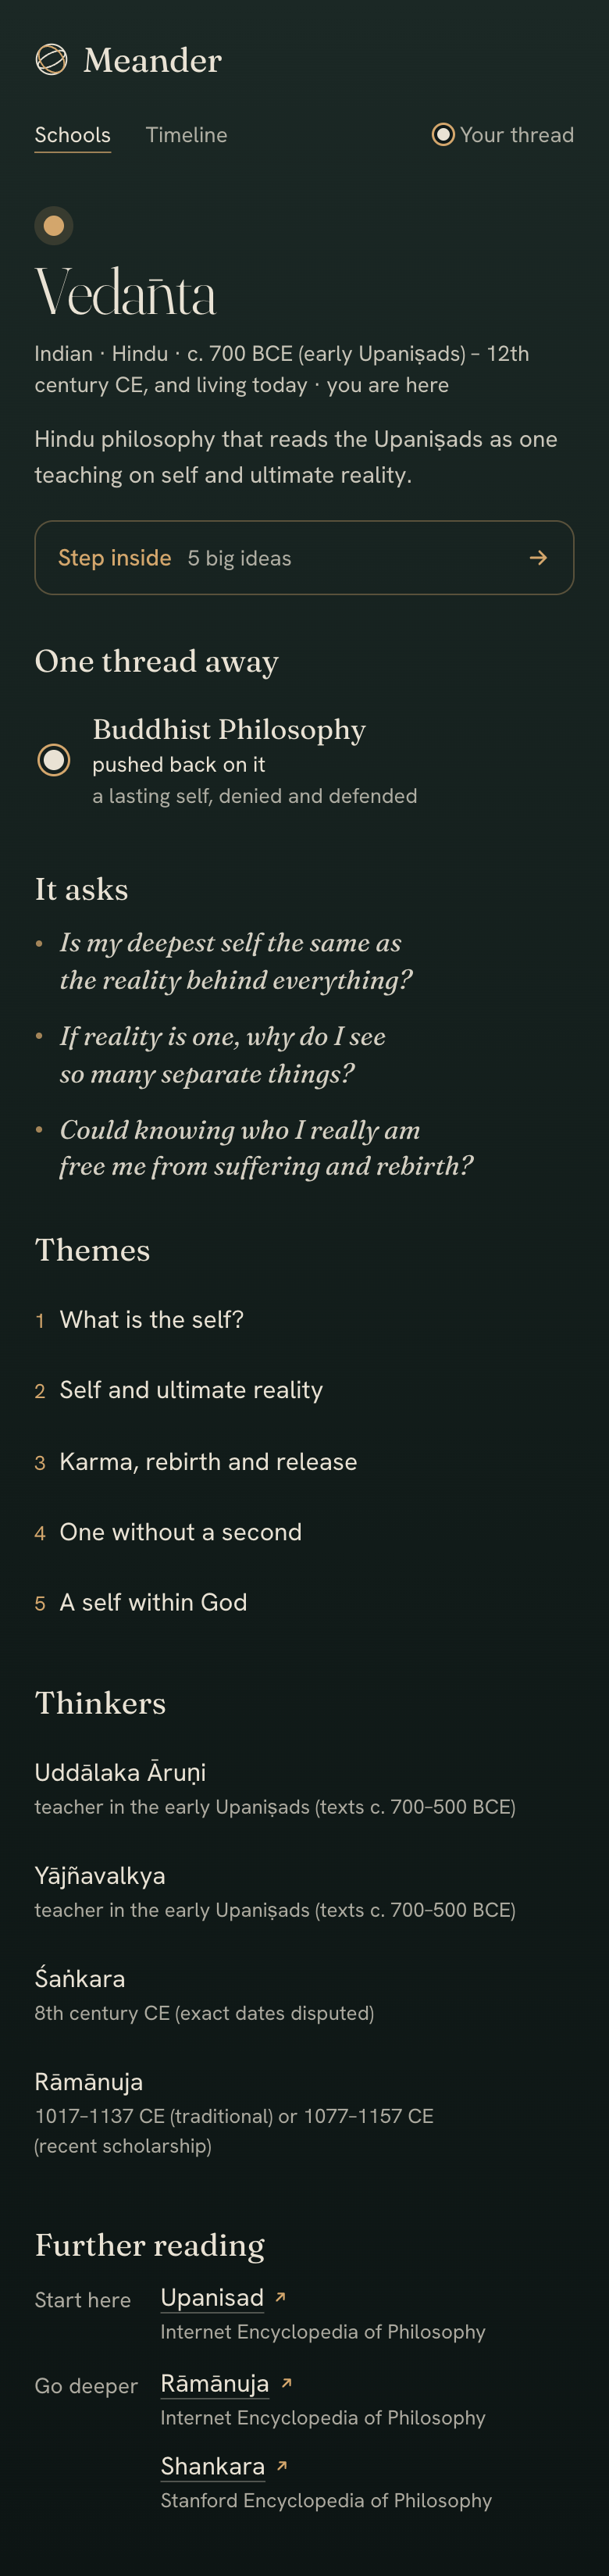 Meander
Schools Timeline Your thread
Vedān̄ta
Indian · Hindu · c. 700 BCE (early Upaniṣads) – 12th
century CE, and living today · you are here
Hindu philosophy that reads the Upaniṣads as one
teaching on self and ultimate reality.
Step inside 5 big ideas →
One thread away
Buddhist Philosophy
pushed back on it
a lasting self, denied and defended
It asks
• Is my deepest self the same as
the reality behind everything?
• If reality is one, why do I see
so many separate things?
• Could knowing who I really am
free me from suffering and rebirth?
Themes
1 What is the self?
2 Self and ultimate reality
3 Karma, rebirth and release
4 One without a second
5 A self within God
Thinkers
Uddālaka Āruṇi
teacher in the early Upaniṣads (texts c. 700–500 BCE)
Yājñavalkya
teacher in the early Upaniṣads (texts c. 700–500 BCE)
Śaṅkara
8th century CE (exact dates disputed)
Rāmānuja
1017–1137 CE (traditional) or 1077–1157 CE
(recent scholarship)
Further reading
Start here Upanisad ↗
Internet Encyclopedia of Philosophy
Go deeper Rāmānuja ↗
Internet Encyclopedia of Philosophy
Shankara ↗
Stanford Encyclopedia of Philosophy